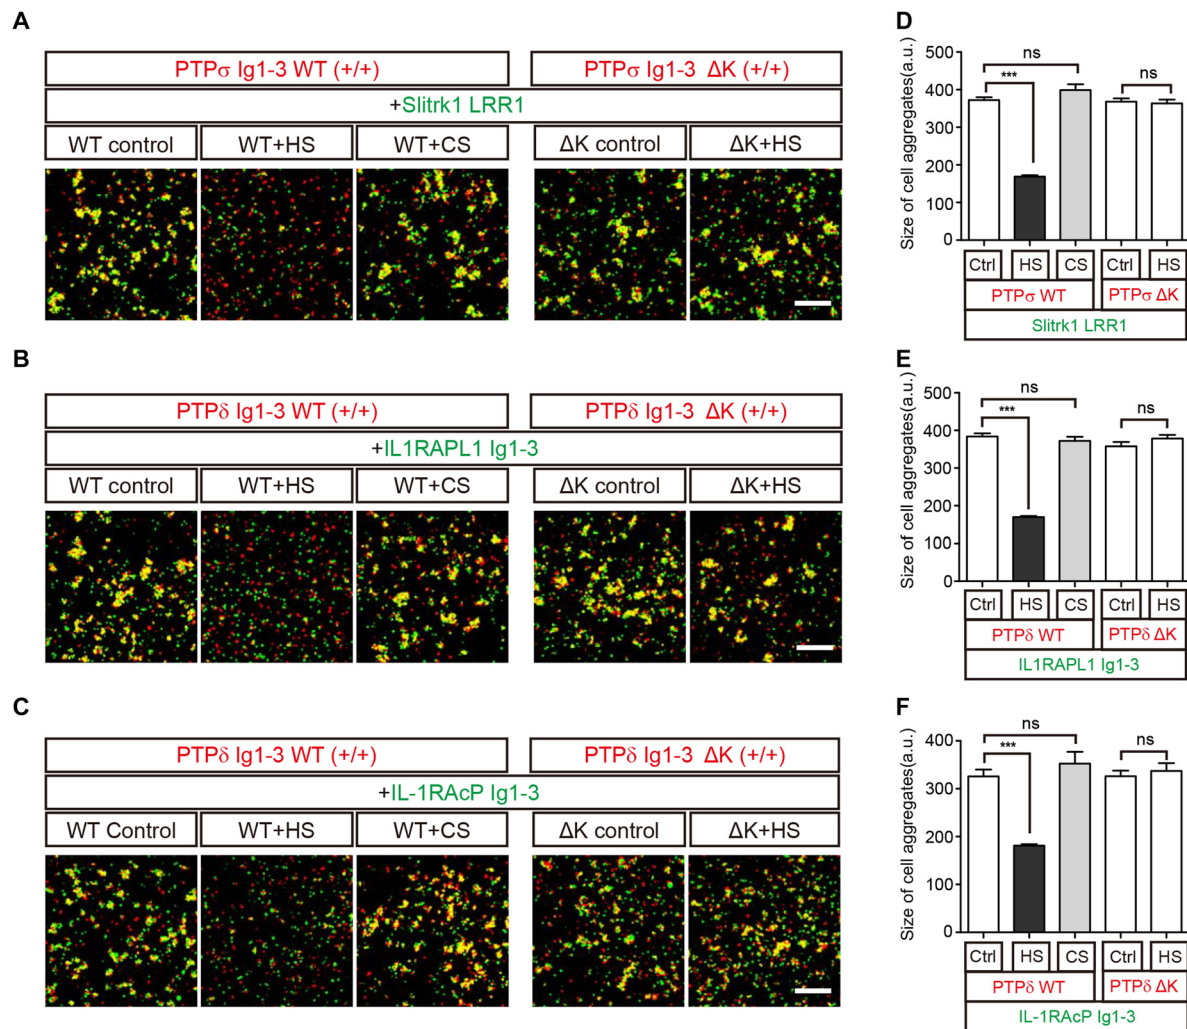 A
PTPσ Ig1-3 WT (+/+)
PTPσ Ig1-3 ΔK (+/+)
+Slitrk1 LRR1
WT control
WT+HS
WT+CS
ΔK control
ΔK+HS
B
PTPδ Ig1-3 WT (+/+)
PTPδ Ig1-3 ΔK (+/+)
+IL1RAPL1 Ig1-3
WT control
WT+HS
WT+CS
ΔK control
ΔK+HS
C
PTPδ Ig1-3 WT (+/+)
PTPδ Ig1-3 ΔK (+/+)
+IL-1RAcP Ig1-3
WT Control
WT+HS
WT+CS
ΔK control
ΔK+HS
D
Size of cell aggregates(a.u.)
500
400
300
200
100
0
ns
***
ns
Ctrl
HS
CS
Ctrl
HS
PTPσ WT
PTPσ ΔK
Slitrk1 LRR1
E
Size of cell aggregates(a.u.)
500
400
300
200
100
0
ns
***
ns
Ctrl
HS
CS
Ctrl
HS
PTPδ WT
PTPδ ΔK
IL1RAPL1 Ig1-3
F
Size of cell aggregates(a.u.)
400
300
200
100
0
ns
***
ns
Ctrl
HS
CS
Ctrl
HS
PTPδ WT
PTPδ ΔK
IL-1RAcP Ig1-3